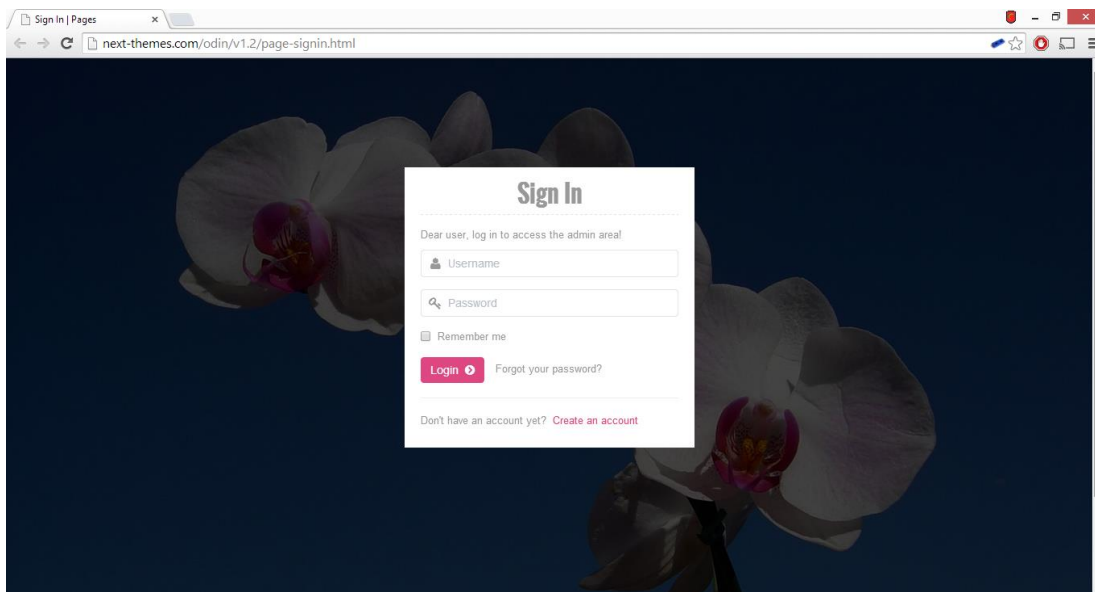 Sign In | Pages
next-themes.com/odin/v1.2/page-signin.html
Sign In
Dear user, log in to access the admin area!
Username
Password
Remember me
Login Forgot your password?
Don't have an account yet? Create an account